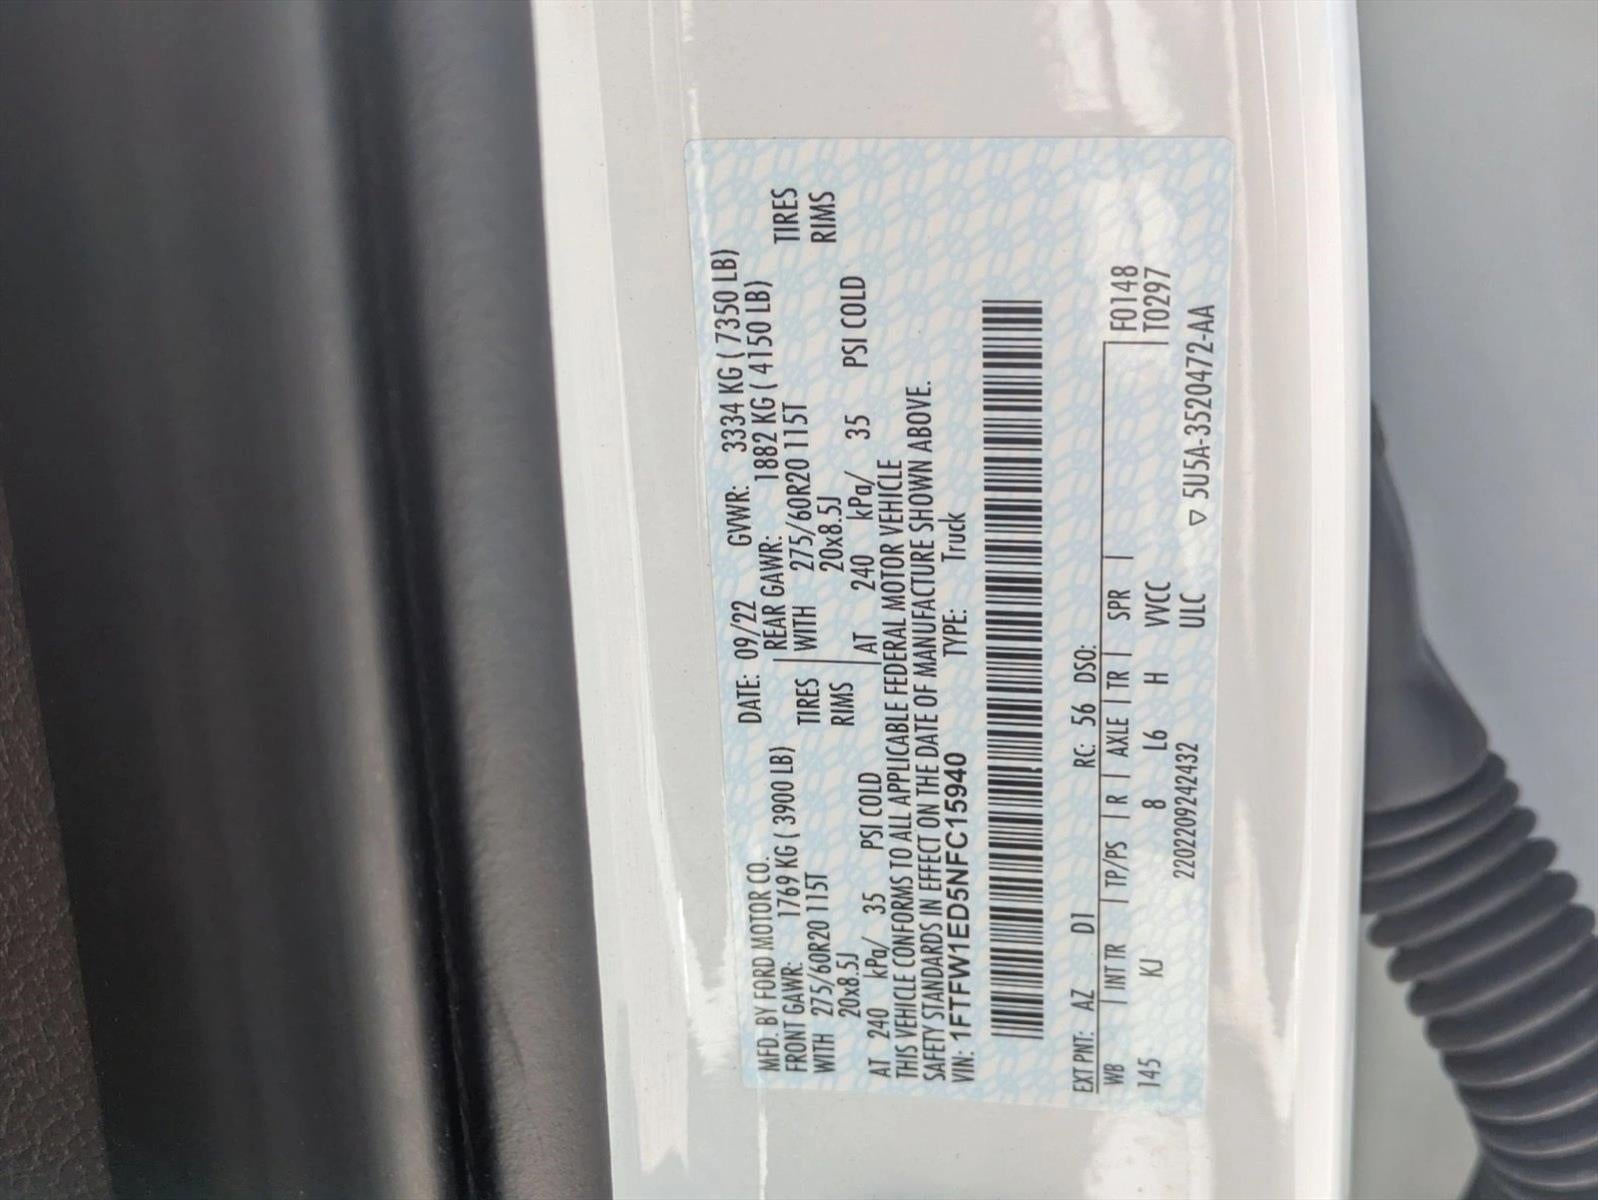 MFD. BY FORD MOTOR CO. DATE: 09/22 GVWR: 3334 KG ( 7350 LB)
FRONT GAWR: 1769 KG ( 3900 LB) REAR GAWR: 1882 KG ( 4150 LB)
WITH 275/60R20 115T TIRES WITH 275/60R20 115T TIRES
20x8.5J RIMS 20x8.5J RIMS
AT 240 kPa/ 35 PSI COLD AT 240 kPa/ 35 PSI COLD
THIS VEHICLE CONFORMS TO ALL APPLICABLE FEDERAL MOTOR VEHICLE
SAFETY STANDARDS IN EFFECT ON THE DATE OF MANUFACTURE SHOWN ABOVE.
VIN: 1FTFW1ED5NFC15940 TYPE: Truck
EXT PNT: AZ D1 RC: 56 DSO:
WB INT TR TP/PS R AXLE TR SPR F0148
145 KJ 8 L6 H VVCC T0297
2202209242432 ULC ▽ 5U5A-3520472-AA